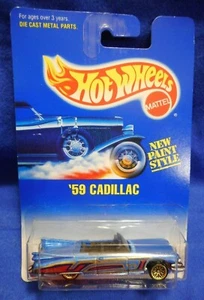 For ages over 3 years.
DIE CAST METAL PARTS.
HOT WHEELS
MATTEL
NEW
PAINT
STYLE
'59 CADILLAC